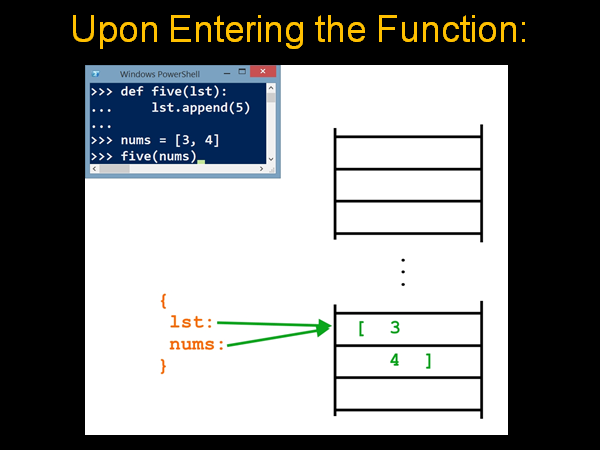 Upon Entering the Function:
Windows PowerShell
>>> def five(lst):
...     lst.append(5)
...
>>> nums = [3, 4]
>>> five(nums)
{
lst:
[ 3
nums:
4 ]
}